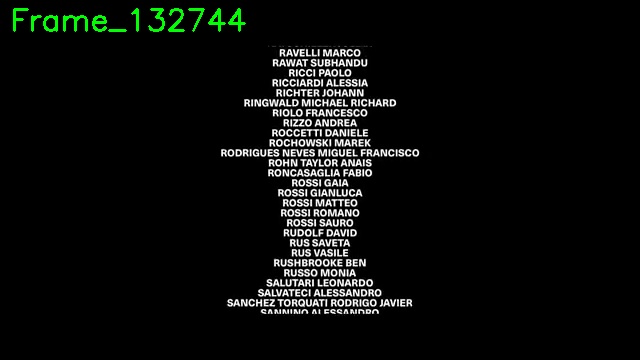 Frame_132744
RAVELLI MARCO
RAWAT SUBHANDU
RICCI PAOLO
RICCIARDI ALESSIA
RICHTER JOHANN
RINGWALD MICHAEL RICHARD
RIOLO FRANCESCO
RIZZO ANDREA
ROCCETTI DANIELE
ROCHOWSKI MAREK
RODRIGUES NEVES MIGUEL FRANCISCO
ROHN TAYLOR ANAIS
RONCASAGLIA FABIO
ROSSI GAIA
ROSSI GIANLUCA
ROSSI MATTEO
ROSSI ROMANO
ROSSI SAURO
RUDOLF DAVID
RUS SAVETA
RUS VASILE
RUSHBROOKE BEN
RUSSO MONIA
SALUTARI LEONARDO
SALVATECI ALESSANDRO
SANCHEZ TORQUATI RODRIGO JAVIER
SANNINO ALESSANDRO